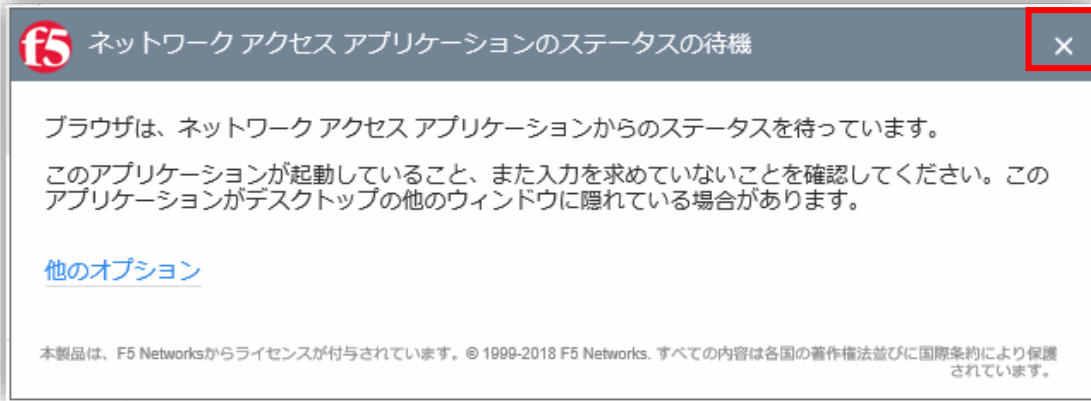 f5 ネットワーク アクセス アプリケーションのステータスの待機 ×
ブラウザは、ネットワーク アクセス アプリケーションからのステータスを待っています。
このアプリケーションが起動していること、また入力を求めていないことを確認してください。この
アプリケーションがデスクトップの他のウィンドウに隠れている場合があります。
他のオプション
本製品は、F5 Networksからライセンスが付与されています。© 1999-2018 F5 Networks. すべての内容は各国の著作権法並びに国際条約により保護
されています。